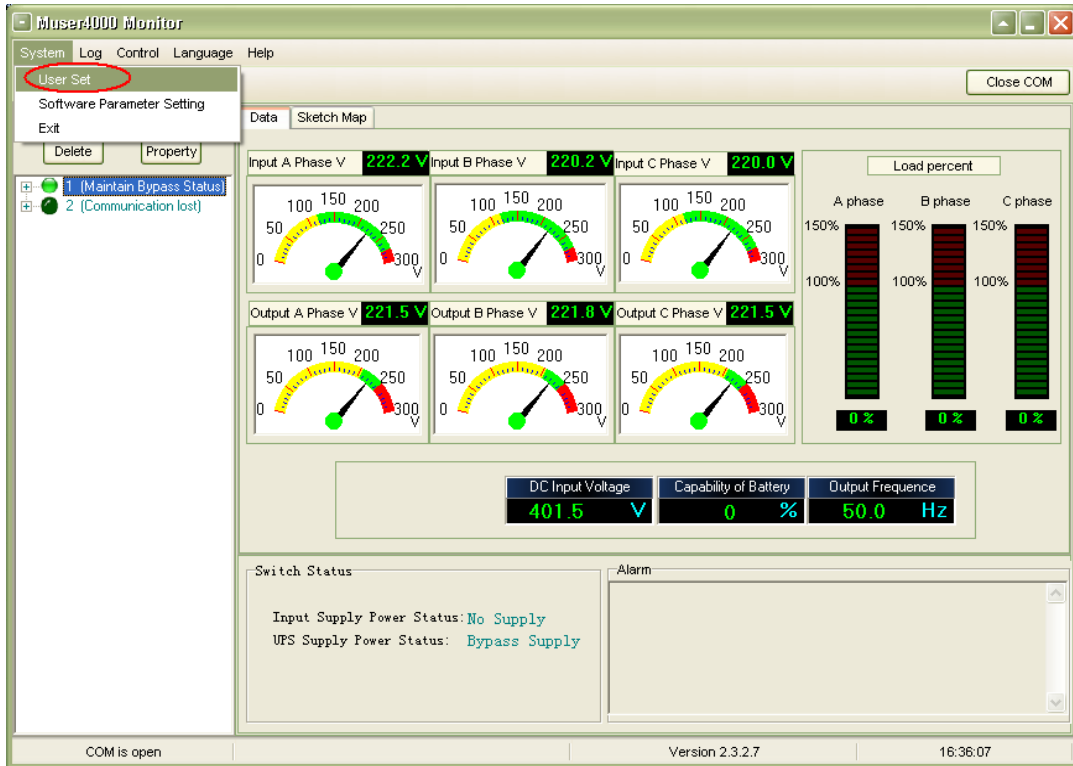 Muser4000 Monitor
System Log Control Language Help
User Set
Software Parameter Setting
Exit
Close COM
Delete Property
1 (Maintain Bypass Status)
2 (Communication lost)
Data Sketch Map
Input A Phase V 222.2 V Input B Phase V 220.2 V Input C Phase V 220.0 V
0 50 100 150 200 250 300 V
0 50 100 150 200 250 300 V
0 50 100 150 200 250 300 V
Output A Phase V 221.5 V Output B Phase V 221.8 V Output C Phase V 221.5 V
0 50 100 150 200 250 300 V
0 50 100 150 200 250 300 V
0 50 100 150 200 250 300 V
Load percent
A phase B phase C phase
150% 150% 150%
100% 100% 100%
0 % 0 % 0 %
DC Input Voltage Capability of Battery Output Frequence
401.5 V 0 % 50.0 Hz
Switch Status
Input Supply Power Status: No Supply
UPS Supply Power Status: Bypass Supply
Alarm
COM is open Version 2.3.2.7 16:36:07